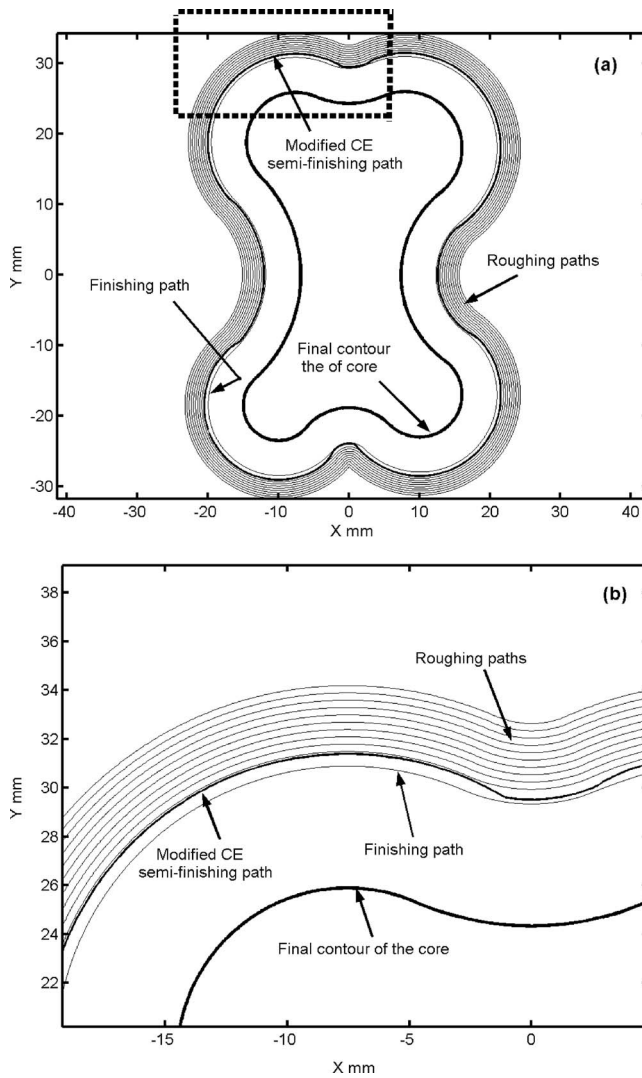 (a)
30
20
10
0
-10
-20
-30
Y mm
-40
-30
-20
-10
0
10
20
30
40
X mm
Modified CE
semi-finishing path
Finishing path
Roughing paths
Final contour
the of core
(b)
38
36
34
32
30
28
26
24
22
Y mm
Roughing paths
Modified CE
semi-finishing path
Finishing path
Final contour of the core
-15
-10
-5
0
X mm